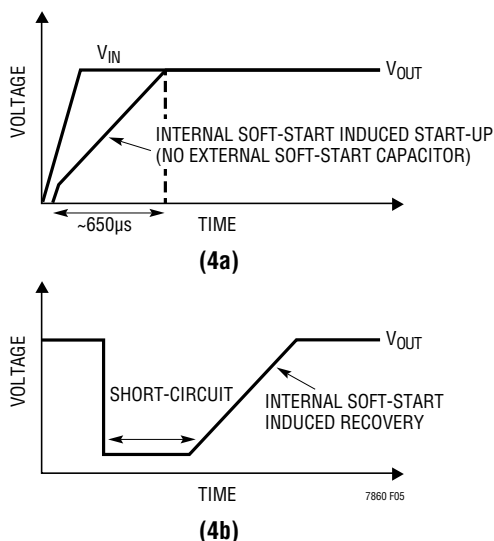 VOLTAGE
VIN
VOUT
INTERNAL SOFT-START INDUCED START-UP
(NO EXTERNAL SOFT-START CAPACITOR)
~650µs
TIME
(4a)
VOLTAGE
VOUT
SHORT-CIRCUIT
INTERNAL SOFT-START
INDUCED RECOVERY
TIME
7860 F05
(4b)